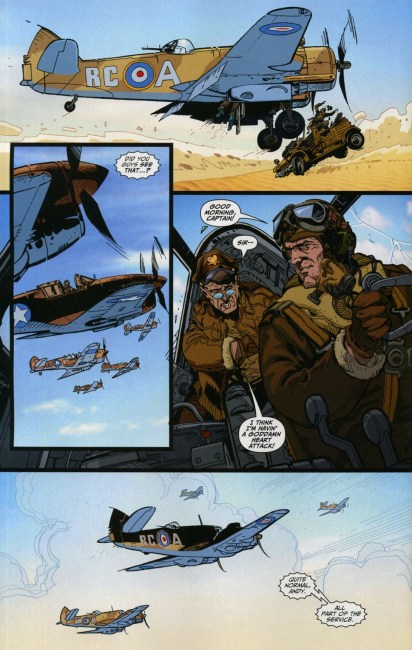 RC A
DID YOU
GUYS SEE
THAT...?
GOOD
MORNING,
CAPTAIN!
SIR--
I THINK
I'M HAVIN'
A GODDAMN
HEART
ATTACK!
RC A
QUITE
NORMAL,
ANDY.
ALL
PART OF THE
SERVICE.